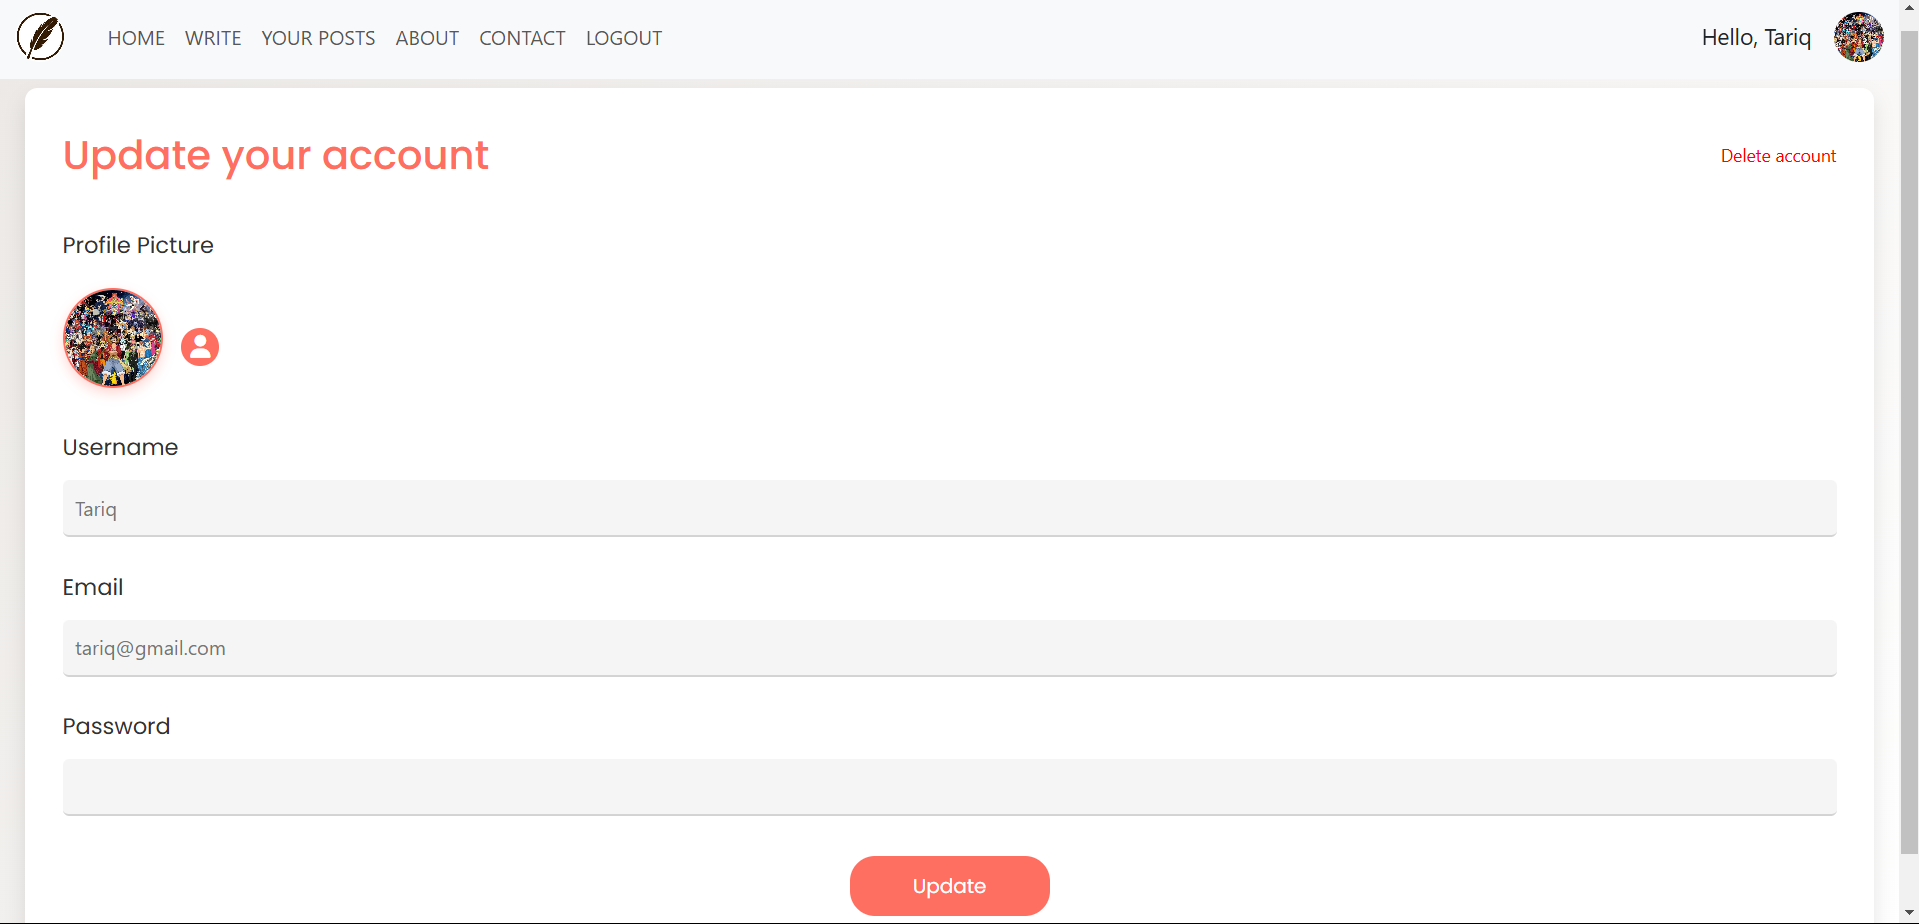 HOME WRITE YOUR POSTS ABOUT CONTACT LOGOUT Hello, Tariq
Update your account Delete account
Profile Picture
Username
Tariq
Email
tariq@gmail.com
Password
Update